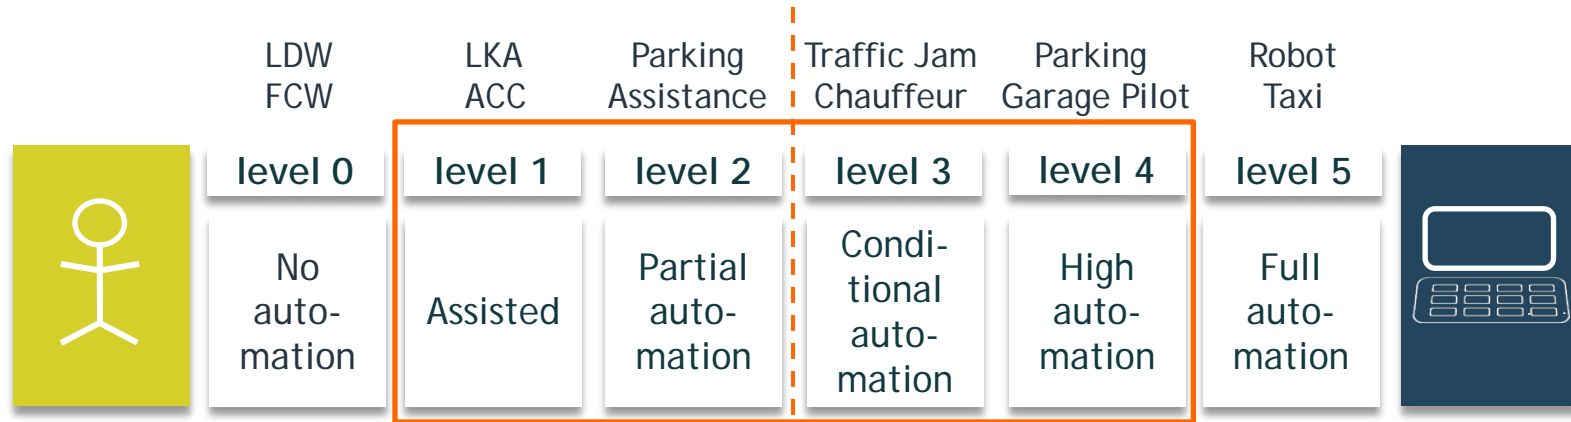 LDW
FCW
LKA
ACC
Parking
Assistance
Traffic Jam
Chauffeur
Parking
Garage Pilot
Robot
Taxi
level 0
level 1
level 2
level 3
level 4
level 5
No
auto-
mation
Assisted
Partial
auto-
mation
Condi-
tional
auto-
mation
High
auto-
mation
Full
auto-
mation